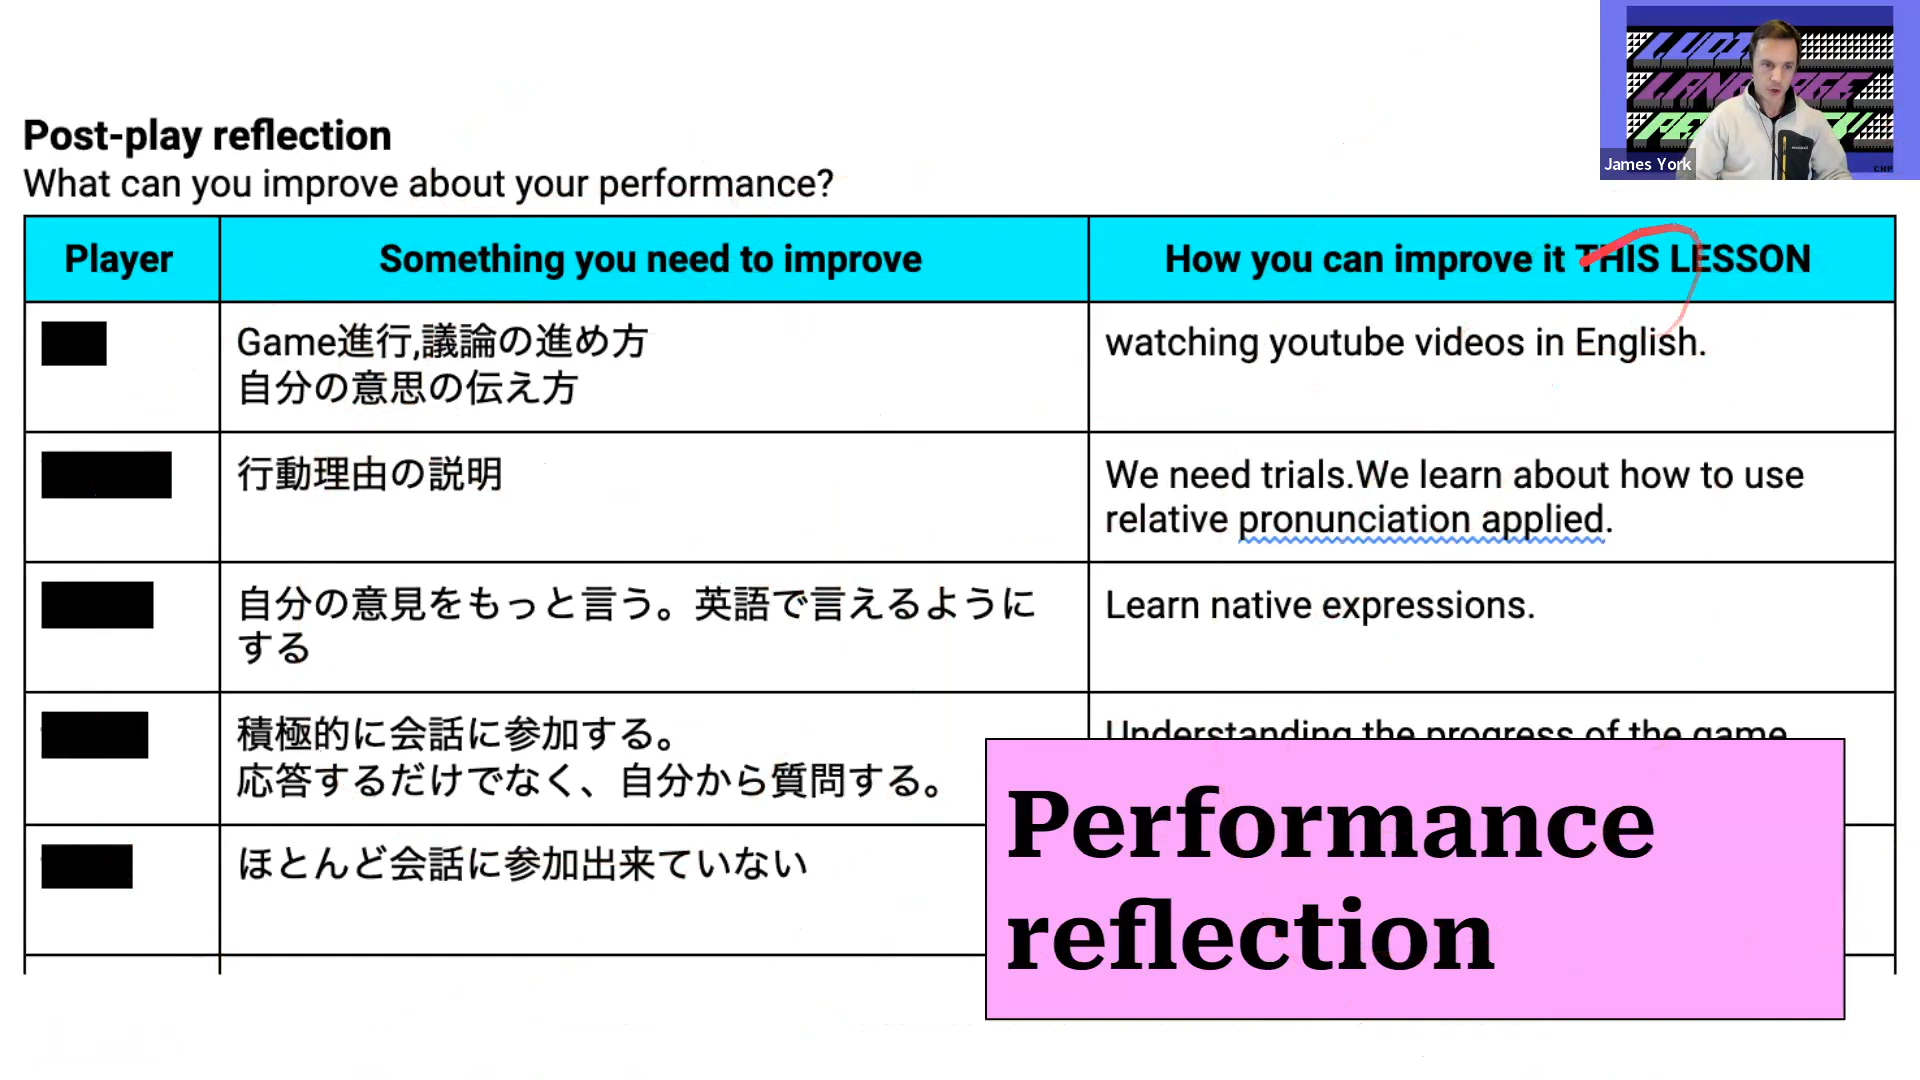 James York
Post-play reflection
What can you improve about your performance?
Player
Something you need to improve
How you can improve it THIS LESSON
Game進行,議論の進め方
自分の意思の伝え方
watching youtube videos in English.
行動理由の説明
We need trials.We learn about how to use
relative pronunciation applied.
自分の意見をもっと言う。英語で言えるように
する
Learn native expressions.
積極的に会話に参加する。
応答するだけでなく、自分から質問する。
Understanding the progress of the game
ほとんど会話に参加出来ていない
Performance
reflection